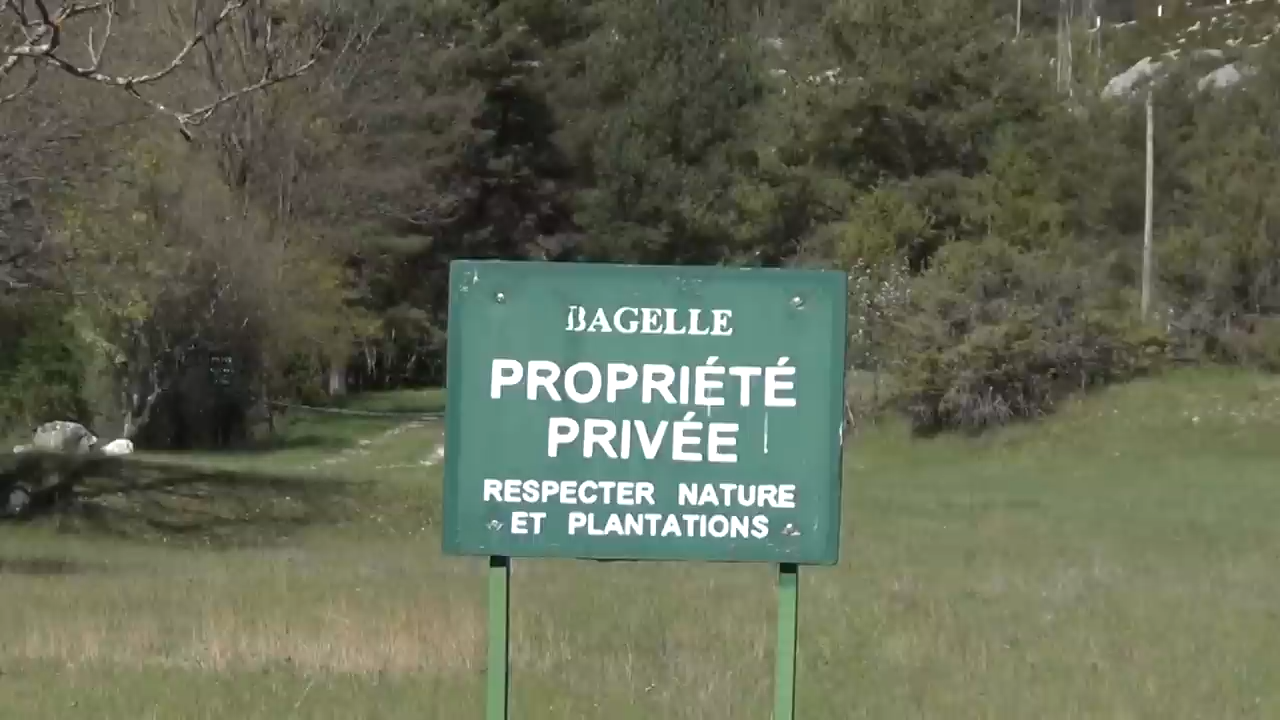 BAGELLE
PROPRIÉTÉ
PRIVÉE
RESPECTER NATURE
ET PLANTATIONS